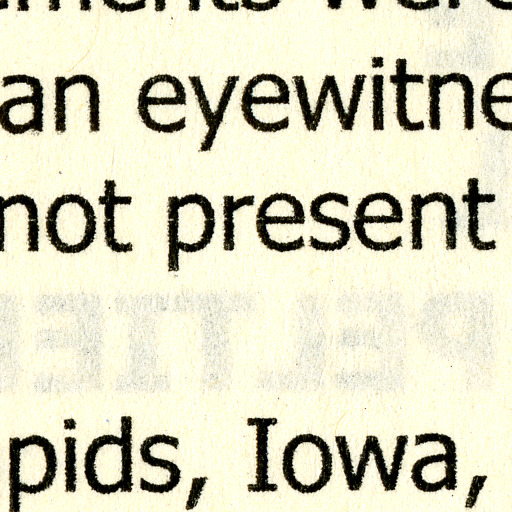 an eyewitne
not present
pids, Iowa,